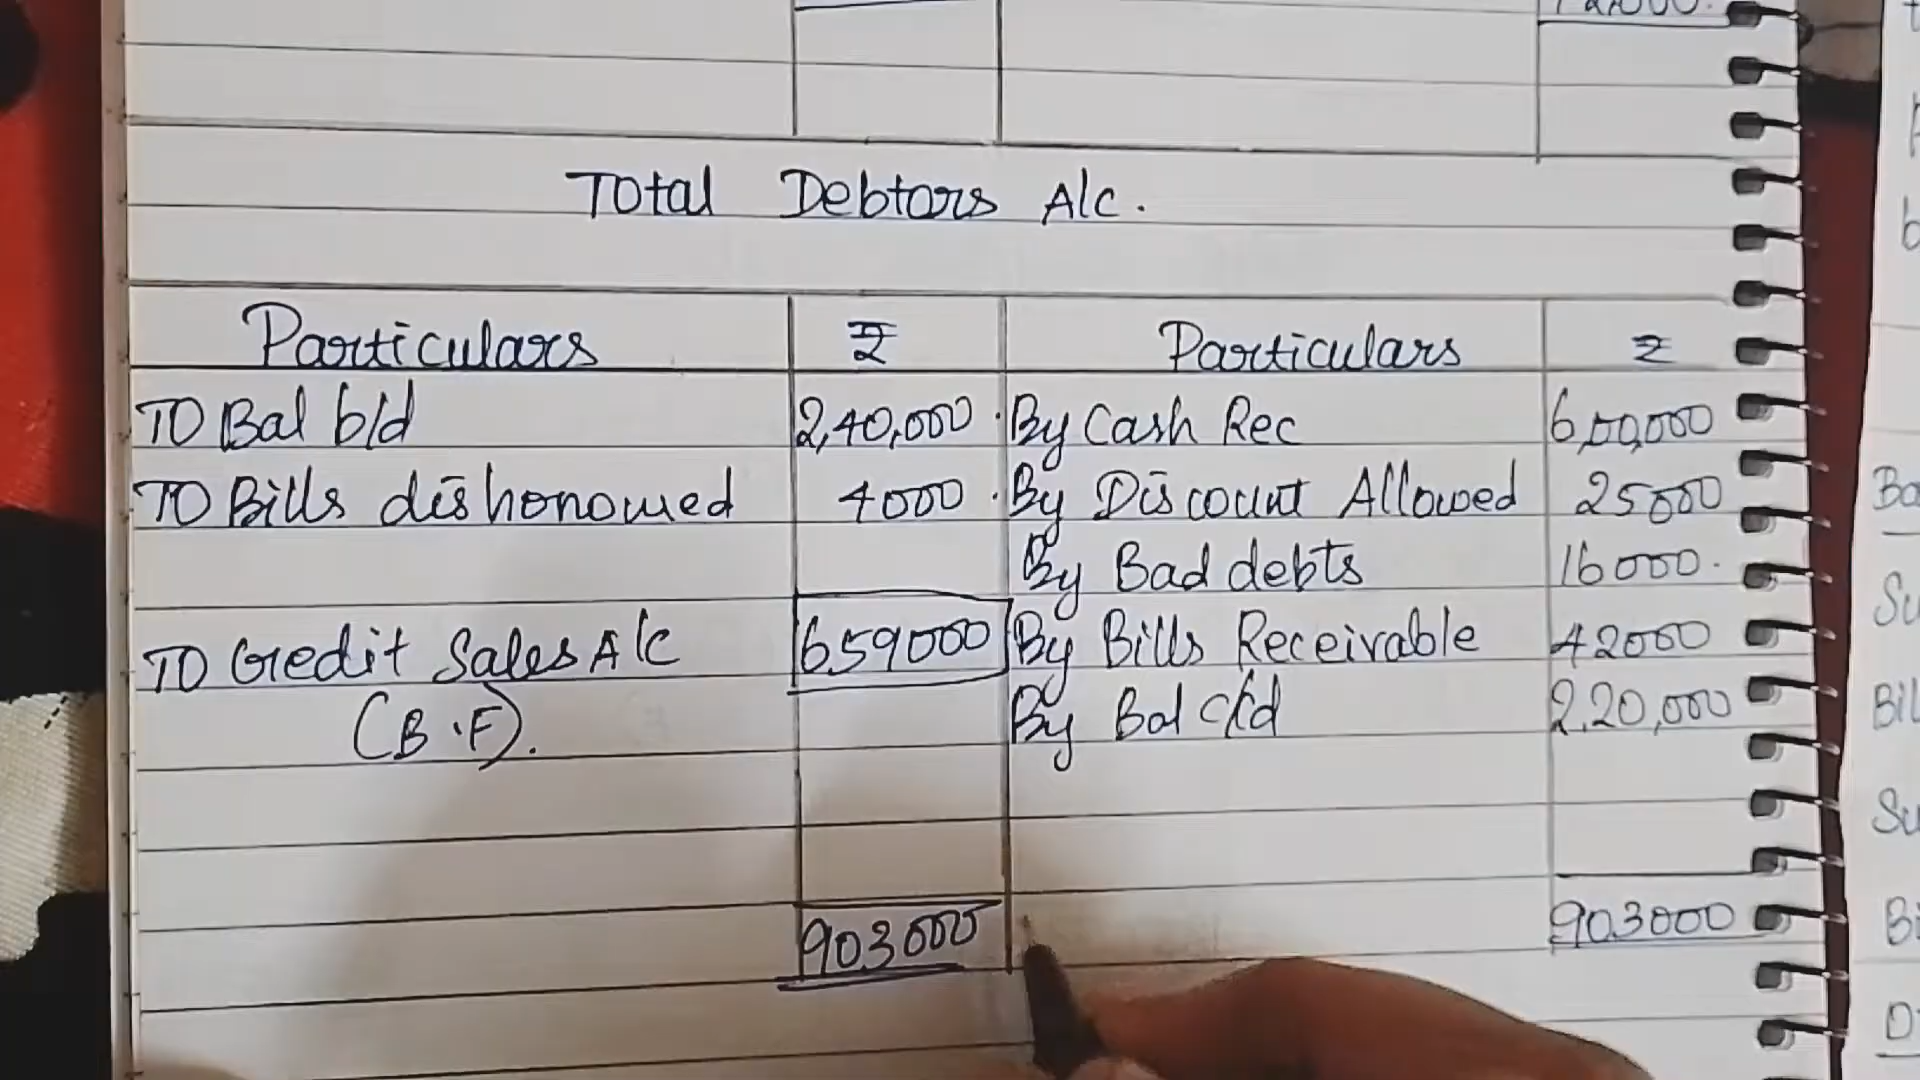 Total Debtors A/c.
Particulars ₹ Particulars ₹
TO Bal b/d 2,40,000 By Cash Rec 6,00,000
TO Bills dishonoured 4000 By Discount Allowed 25000
By Bad debts 16000
TO Credit Sales A/c 659000 By Bills Receivable 42000
(B.F). By Bal c/d 2,20,000
903000 903000